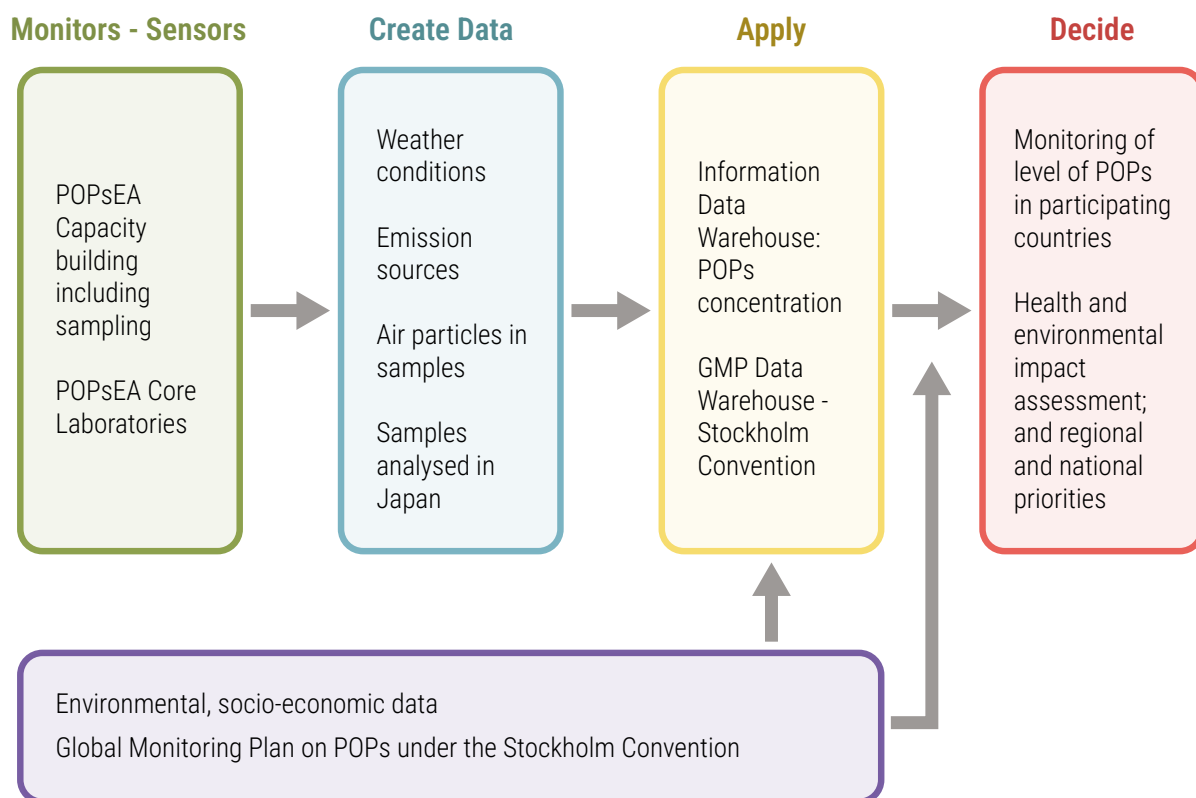 Monitors - Sensors
POPsEA
Capacity
building
including
sampling
POPsEA Core
Laboratories
Create Data
Weather
conditions
Emission
sources
Air particles in
samples
Samples
analysed in
Japan
Apply
Information
Data
Warehouse:
POPs
concentration
GMP Data
Warehouse -
Stockholm
Convention
Decide
Monitoring of
level of POPs
in participating
countries
Health and
environmental
impact
assessment;
and regional
and national
priorities
Environmental, socio-economic data
Global Monitoring Plan on POPs under the Stockholm Convention